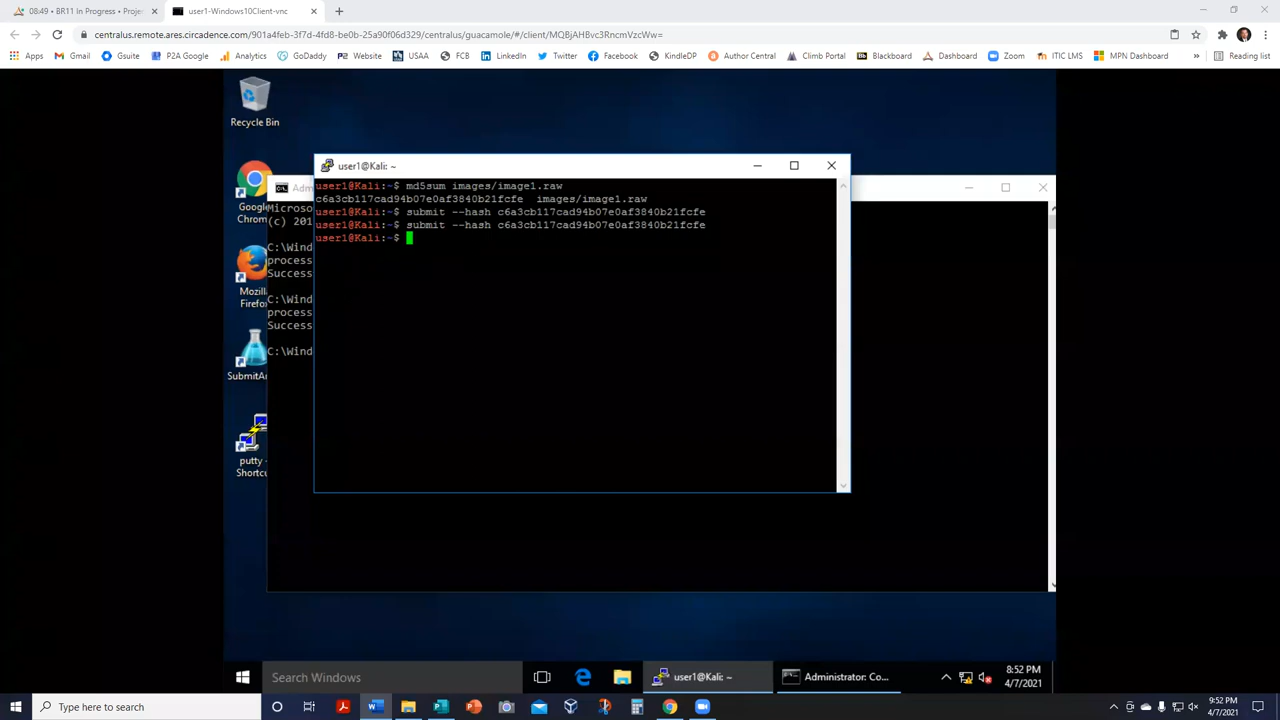 08:49 • BR11 In Progress • Proje
user1-Windows10Client-vnc
centralus.remote.ares.circadence.com/901a4feb-3f7d-4fd8-be0b-25a90f06d329/centralus/guacamole/#/client/MQBjAHBvc3RncmVzcWw=
Apps Gmail Gsuite P2A Google Analytics GoDaddy Website USAA FCB LinkedIn Twitter Facebook KindleDP Author Central Climb Portal Blackboard Dashboard Zoom ITIC LMS MPN Dashboard » Reading list
Recycle Bin
Google
Chrom
Mozill
Firefo
SubmitAn
putty -
Shortcu
Adm
Microso
(c) 201
C:\Wind
process
Success
C:\Wind
process
Success
C:\Wind
user1@Kali: ~
user1@Kali:~$ md5sum images/image1.raw
c6a3cb117cad94b07e0af3840b21fcfe  images/image1.raw
user1@Kali:~$ submit --hash c6a3cb117cad94b07e0af3840b21fcfe
user1@Kali:~$ submit --hash c6a3cb117cad94b07e0af3840b21fcfe
user1@Kali:~$
Search Windows
user1@Kali: ~
Administrator: Co...
8:52 PM
4/7/2021
Type here to search
9:52 PM
4/7/2021